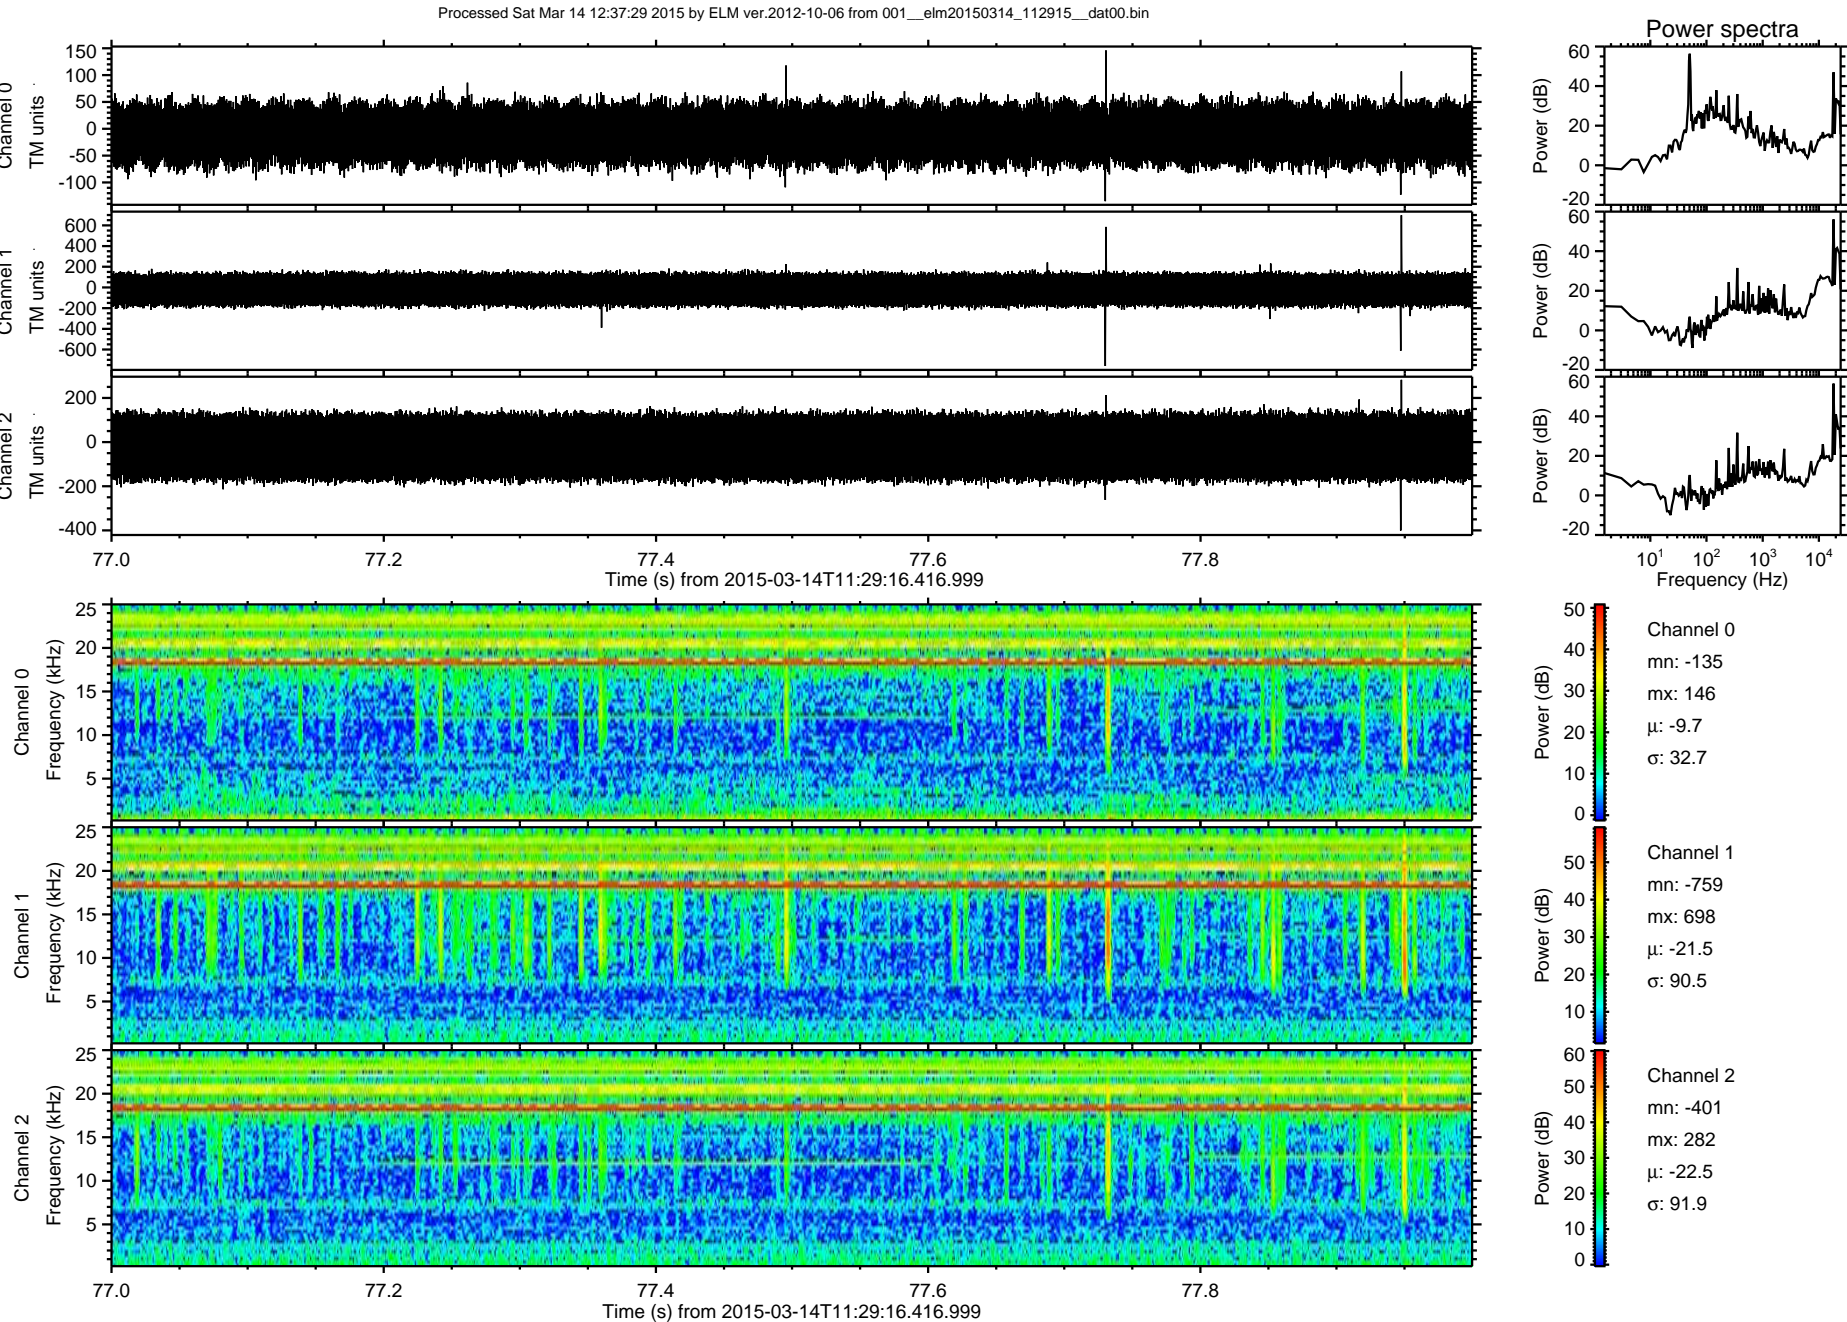 Processed Sat Mar 14 12:37:29 2015 by ELM ver.2012-10-06 from 001__elm20150314_112915__dat00.bin
Power spectra
Channel 0
TM units
150
100
50
0
-50
-100
Power (dB)
60
40
20
0
-20
Channel 1
TM units
600
400
200
0
-200
-400
-600
Power (dB)
60
40
20
0
-20
Channel 2
TM units
200
0
-200
-400
Power (dB)
60
40
20
0
-20
77.0 77.2 77.4 77.6 77.8
Time (s) from 2015-03-14T11:29:16.416.999
10¹ 10² 10³ 10⁴
Frequency (Hz)
Channel 0
Frequency (kHz)
25
20
15
10
5
Power (dB)
50
40
30
20
10
0
Channel 0
mn: -135
mx: 146
μ: -9.7
σ: 32.7
Channel 1
Frequency (kHz)
25
20
15
10
5
Power (dB)
50
40
30
20
10
Channel 1
mn: -759
mx: 698
μ: -21.5
σ: 90.5
Channel 2
Frequency (kHz)
25
20
15
10
5
Power (dB)
60
50
40
30
20
10
0
Channel 2
mn: -401
mx: 282
μ: -22.5
σ: 91.9
77.0 77.2 77.4 77.6 77.8
Time (s) from 2015-03-14T11:29:16.416.999